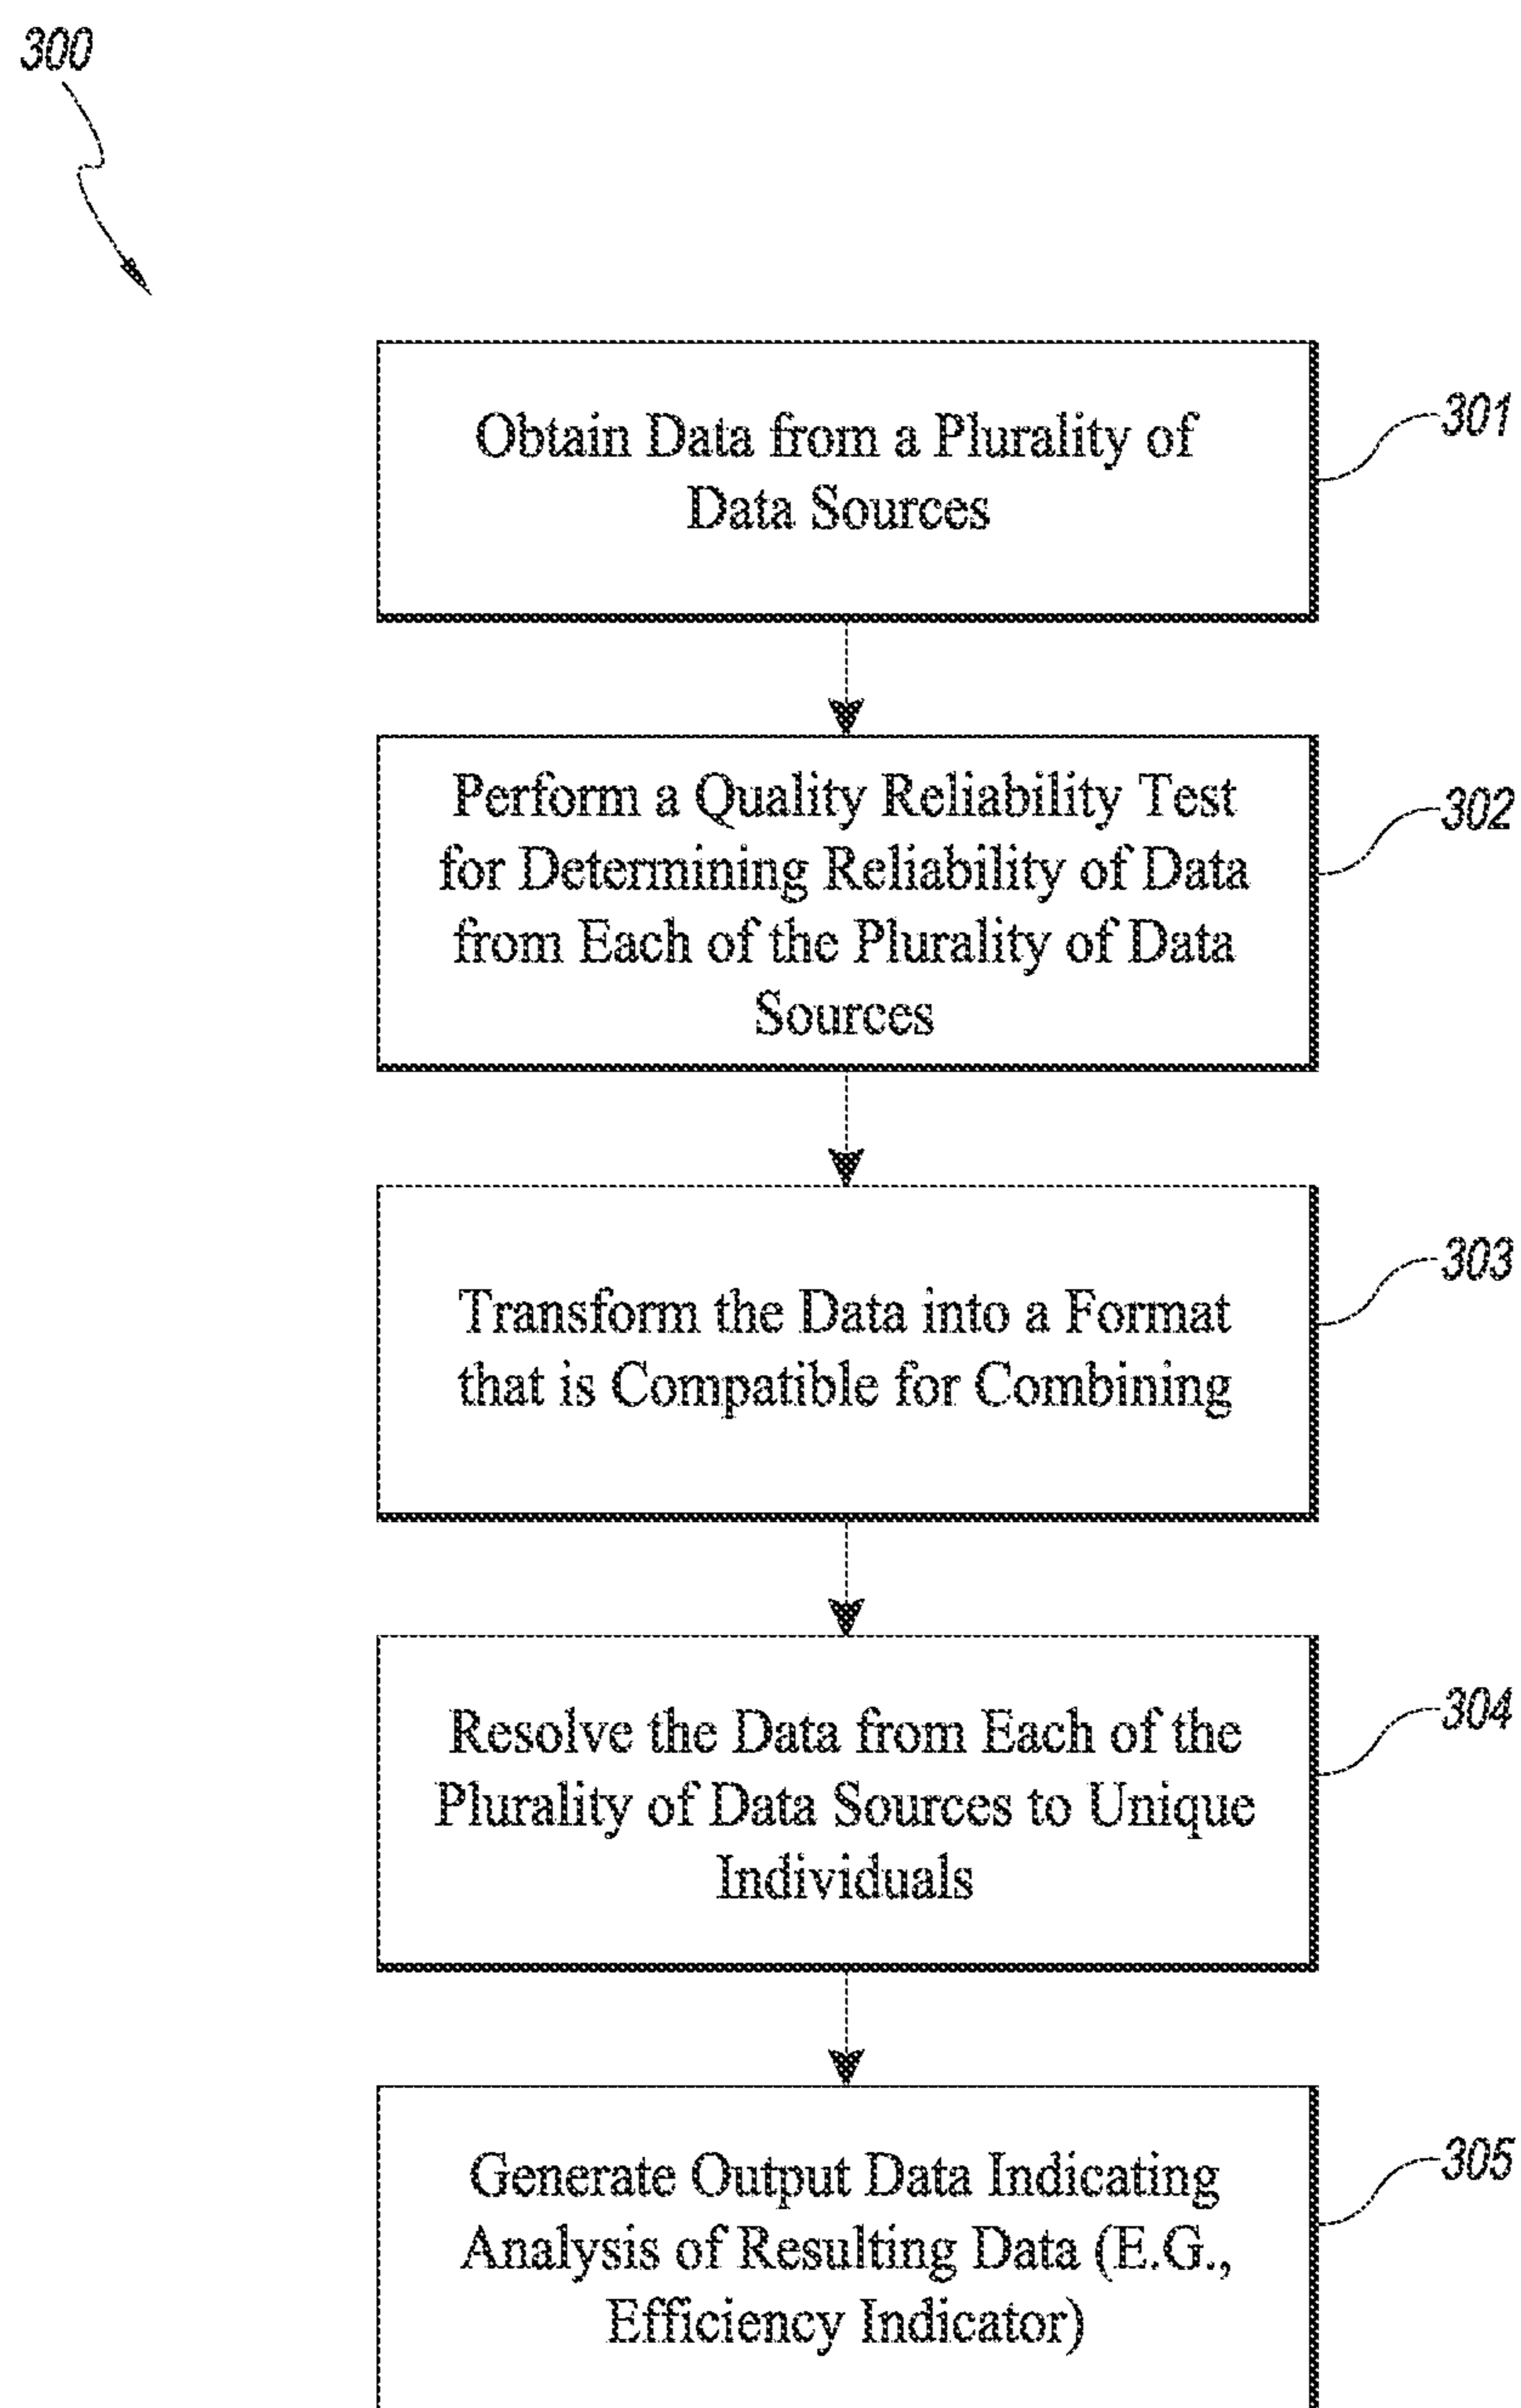 300
Obtain Data from a Plurality of
Data Sources
301
Perform a Quality Reliability Test
for Determining Reliability of Data
from Each of the Plurality of Data
Sources
302
Transform the Data into a Format
that is Compatible for Combining
303
Resolve the Data from Each of the
Plurality of Data Sources to Unique
Individuals
304
Generate Output Data Indicating
Analysis of Resulting Data (E.G.,
Efficiency Indicator)
305